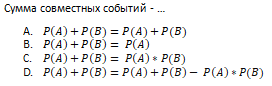 Сумма совместных событий - ...
A. P(A) + P(B) = P(A) + P(B)
B. P(A) + P(B) = P(A)
C. P(A) + P(B) = P(A) * P(B)
D. P(A) + P(B) = P(A) + P(B) − P(A) * P(B)